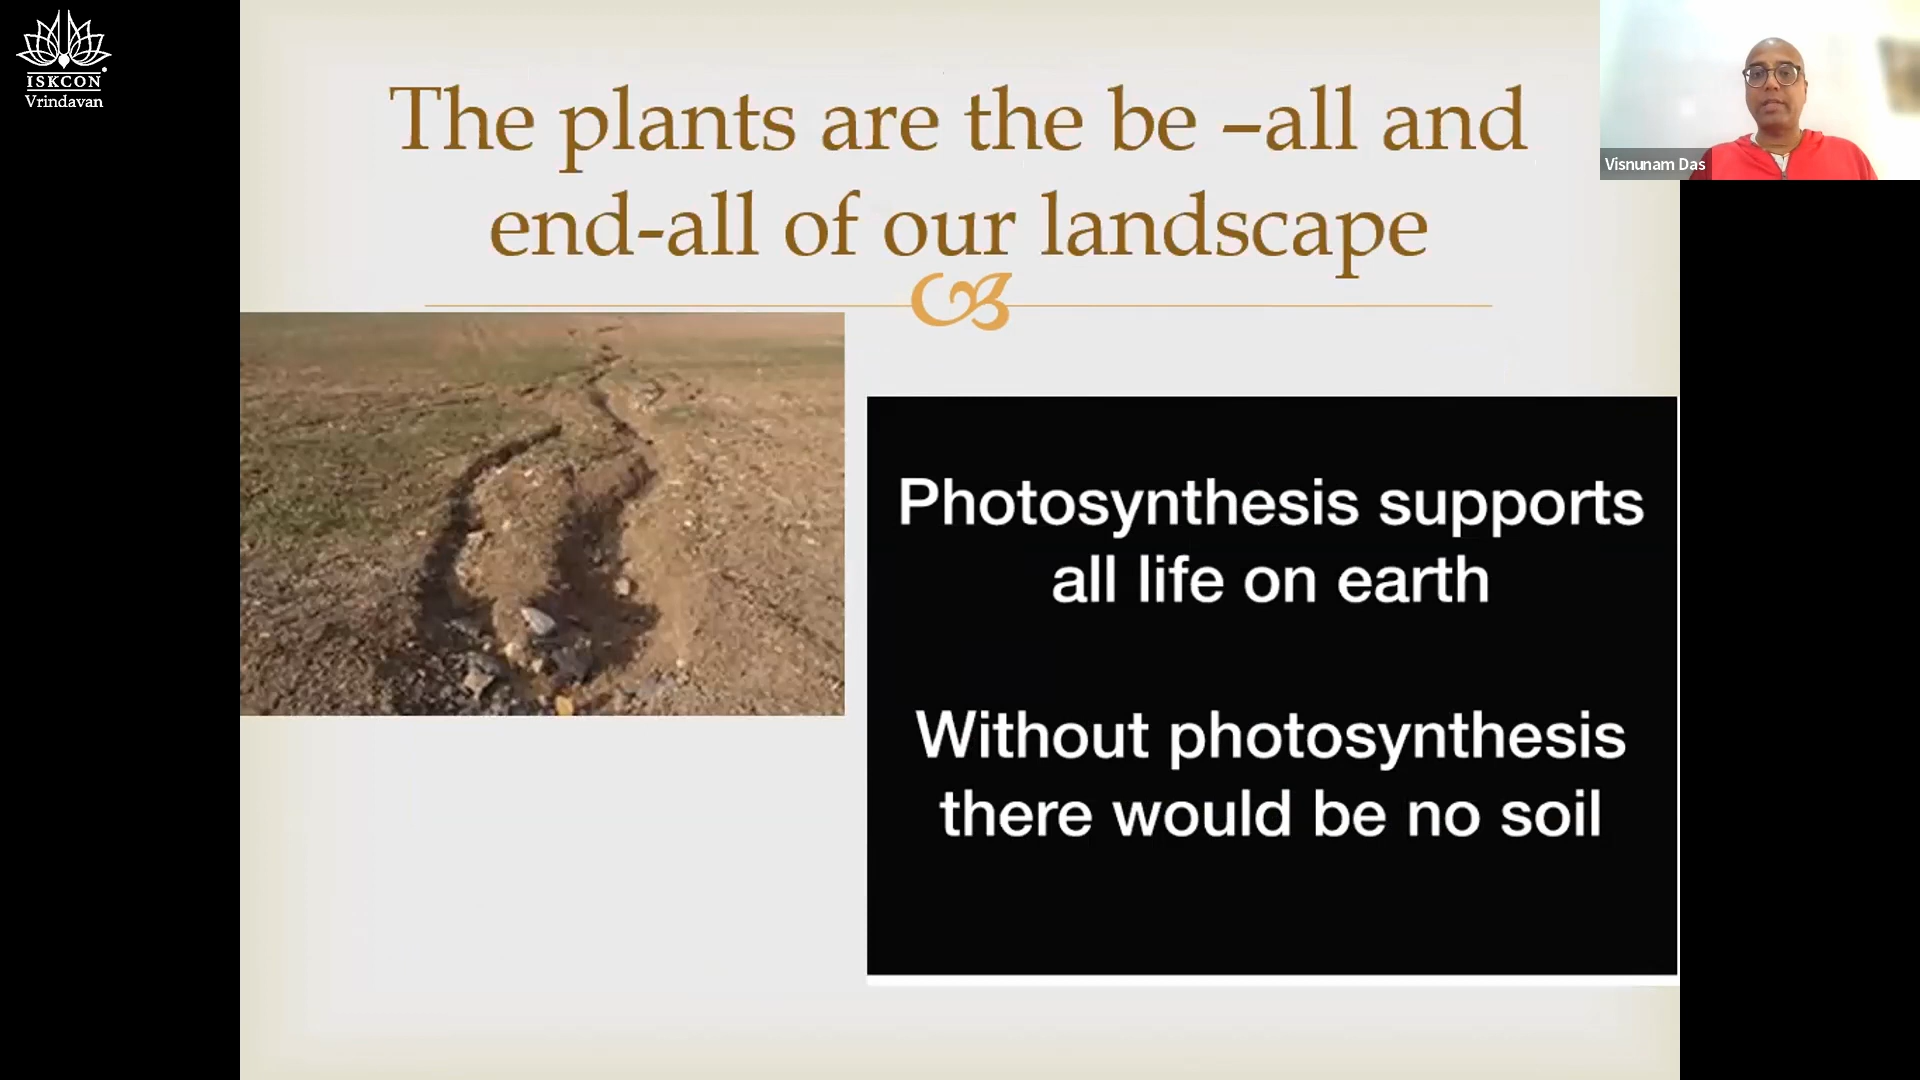 ISKCON
Vrindavan
The plants are the be –all and
end-all of our landscape
Visnunam Das
Photosynthesis supports
all life on earth
Without photosynthesis
there would be no soil